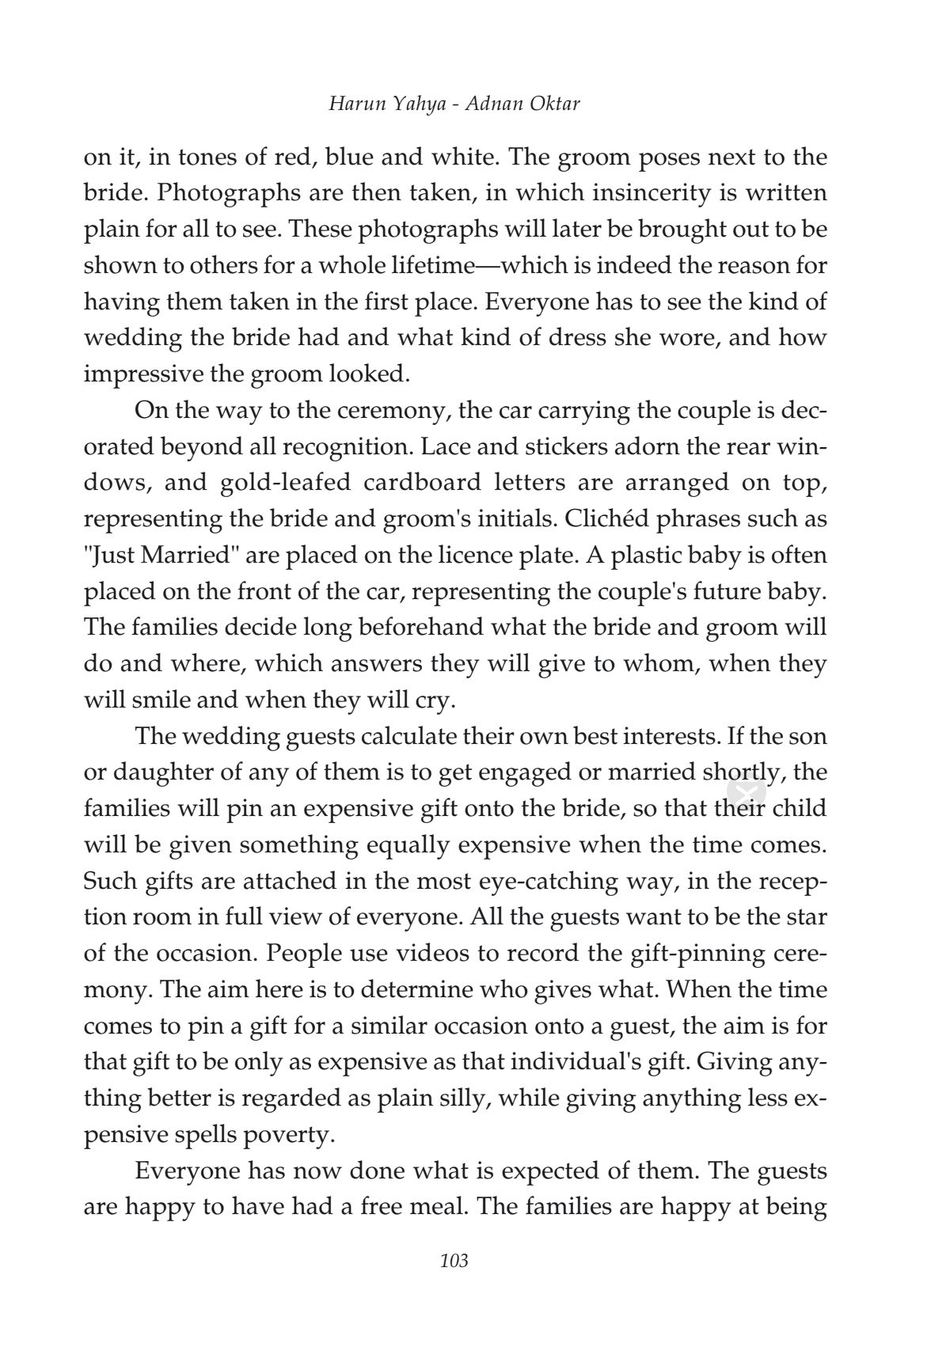 Harun Yahya - Adnan Oktar
on it, in tones of red, blue and white. The groom poses next to the
bride. Photographs are then taken, in which insincerity is written
plain for all to see. These photographs will later be brought out to be
shown to others for a whole lifetime—which is indeed the reason for
having them taken in the first place. Everyone has to see the kind of
wedding the bride had and what kind of dress she wore, and how
impressive the groom looked.
On the way to the ceremony, the car carrying the couple is dec-
orated beyond all recognition. Lace and stickers adorn the rear win-
dows, and gold-leafed cardboard letters are arranged on top,
representing the bride and groom's initials. Clichéd phrases such as
"Just Married" are placed on the licence plate. A plastic baby is often
placed on the front of the car, representing the couple's future baby.
The families decide long beforehand what the bride and groom will
do and where, which answers they will give to whom, when they
will smile and when they will cry.
The wedding guests calculate their own best interests. If the son
or daughter of any of them is to get engaged or married shortly, the
families will pin an expensive gift onto the bride, so that their child
will be given something equally expensive when the time comes.
Such gifts are attached in the most eye-catching way, in the recep-
tion room in full view of everyone. All the guests want to be the star
of the occasion. People use videos to record the gift-pinning cere-
mony. The aim here is to determine who gives what. When the time
comes to pin a gift for a similar occasion onto a guest, the aim is for
that gift to be only as expensive as that individual's gift. Giving any-
thing better is regarded as plain silly, while giving anything less ex-
pensive spells poverty.
Everyone has now done what is expected of them. The guests
are happy to have had a free meal. The families are happy at being
103